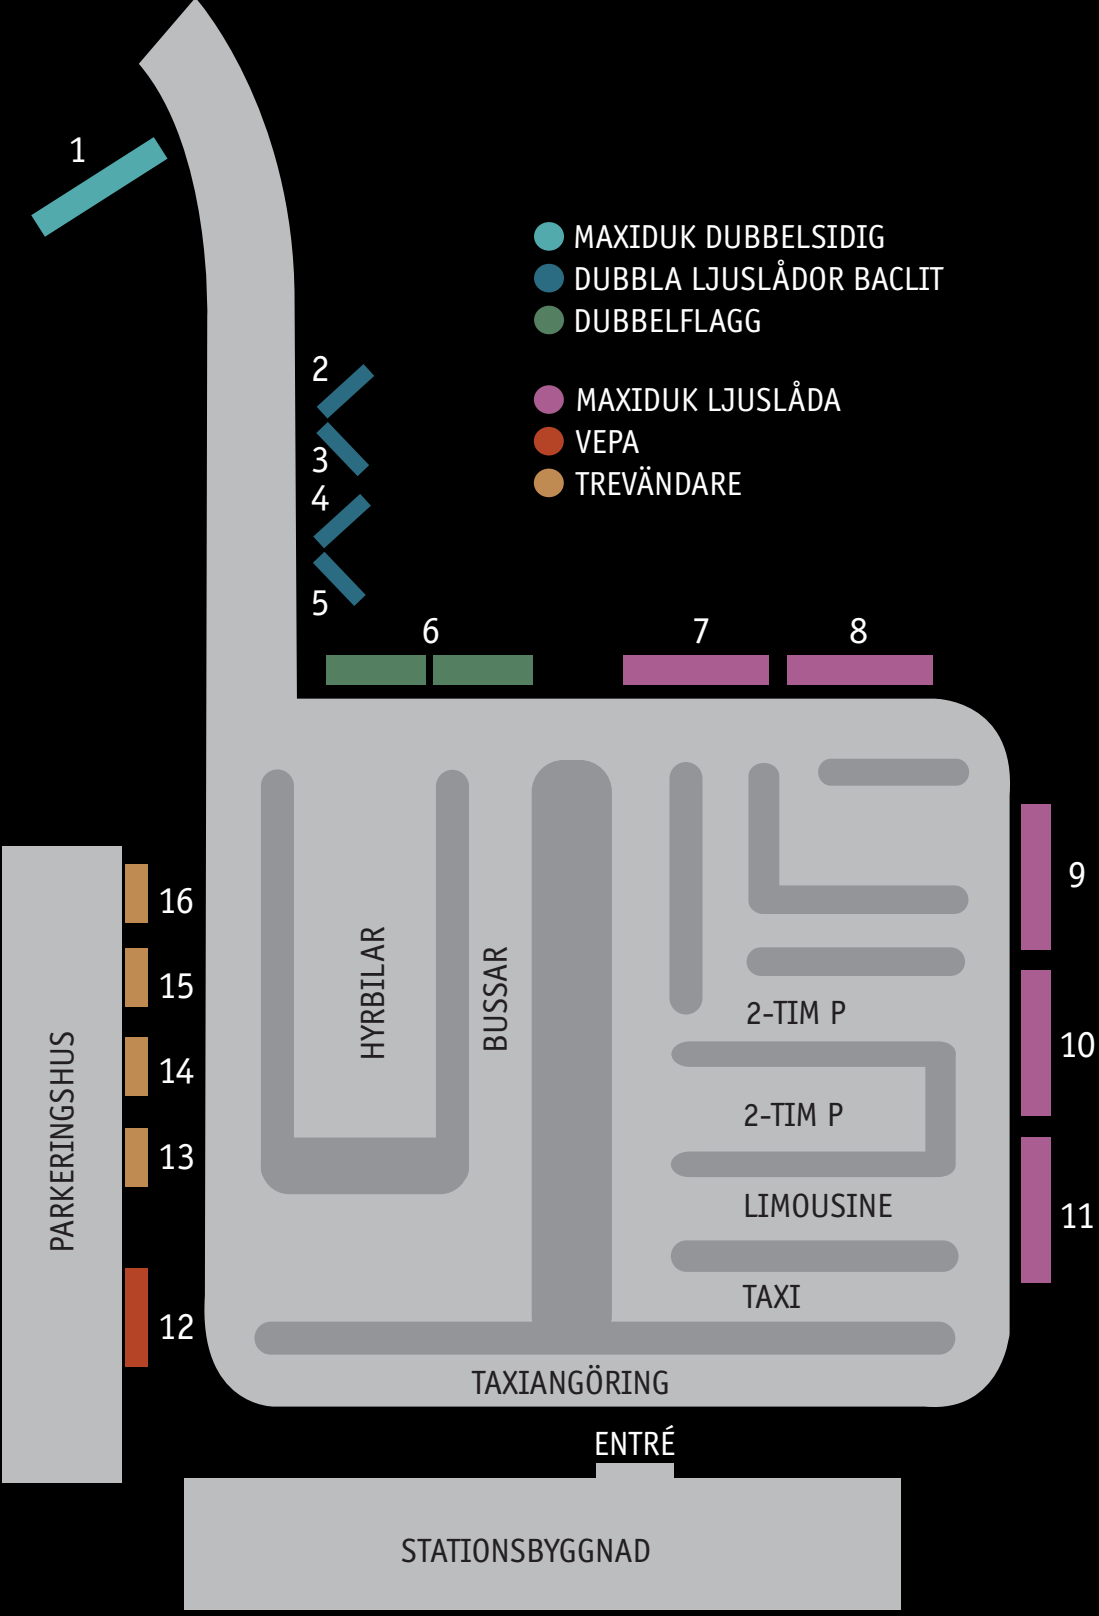 1
MAXIDUK DUBBELSIDIG
DUBBLA LJUSLÅDOR BACLIT
DUBBELFLAGG
2
MAXIDUK LJUSLÅDA
VEPA
3
TREVÄNDARE
4
5
6
7
8
9
16
HYRBILAR
BUSSAR
15
2-TIM P
10
14
PARKERINGSHUS
2-TIM P
13
LIMOUSINE
11
TAXI
12
TAXIANGÖRING
ENTRÉ
STATIONSBYGGNAD